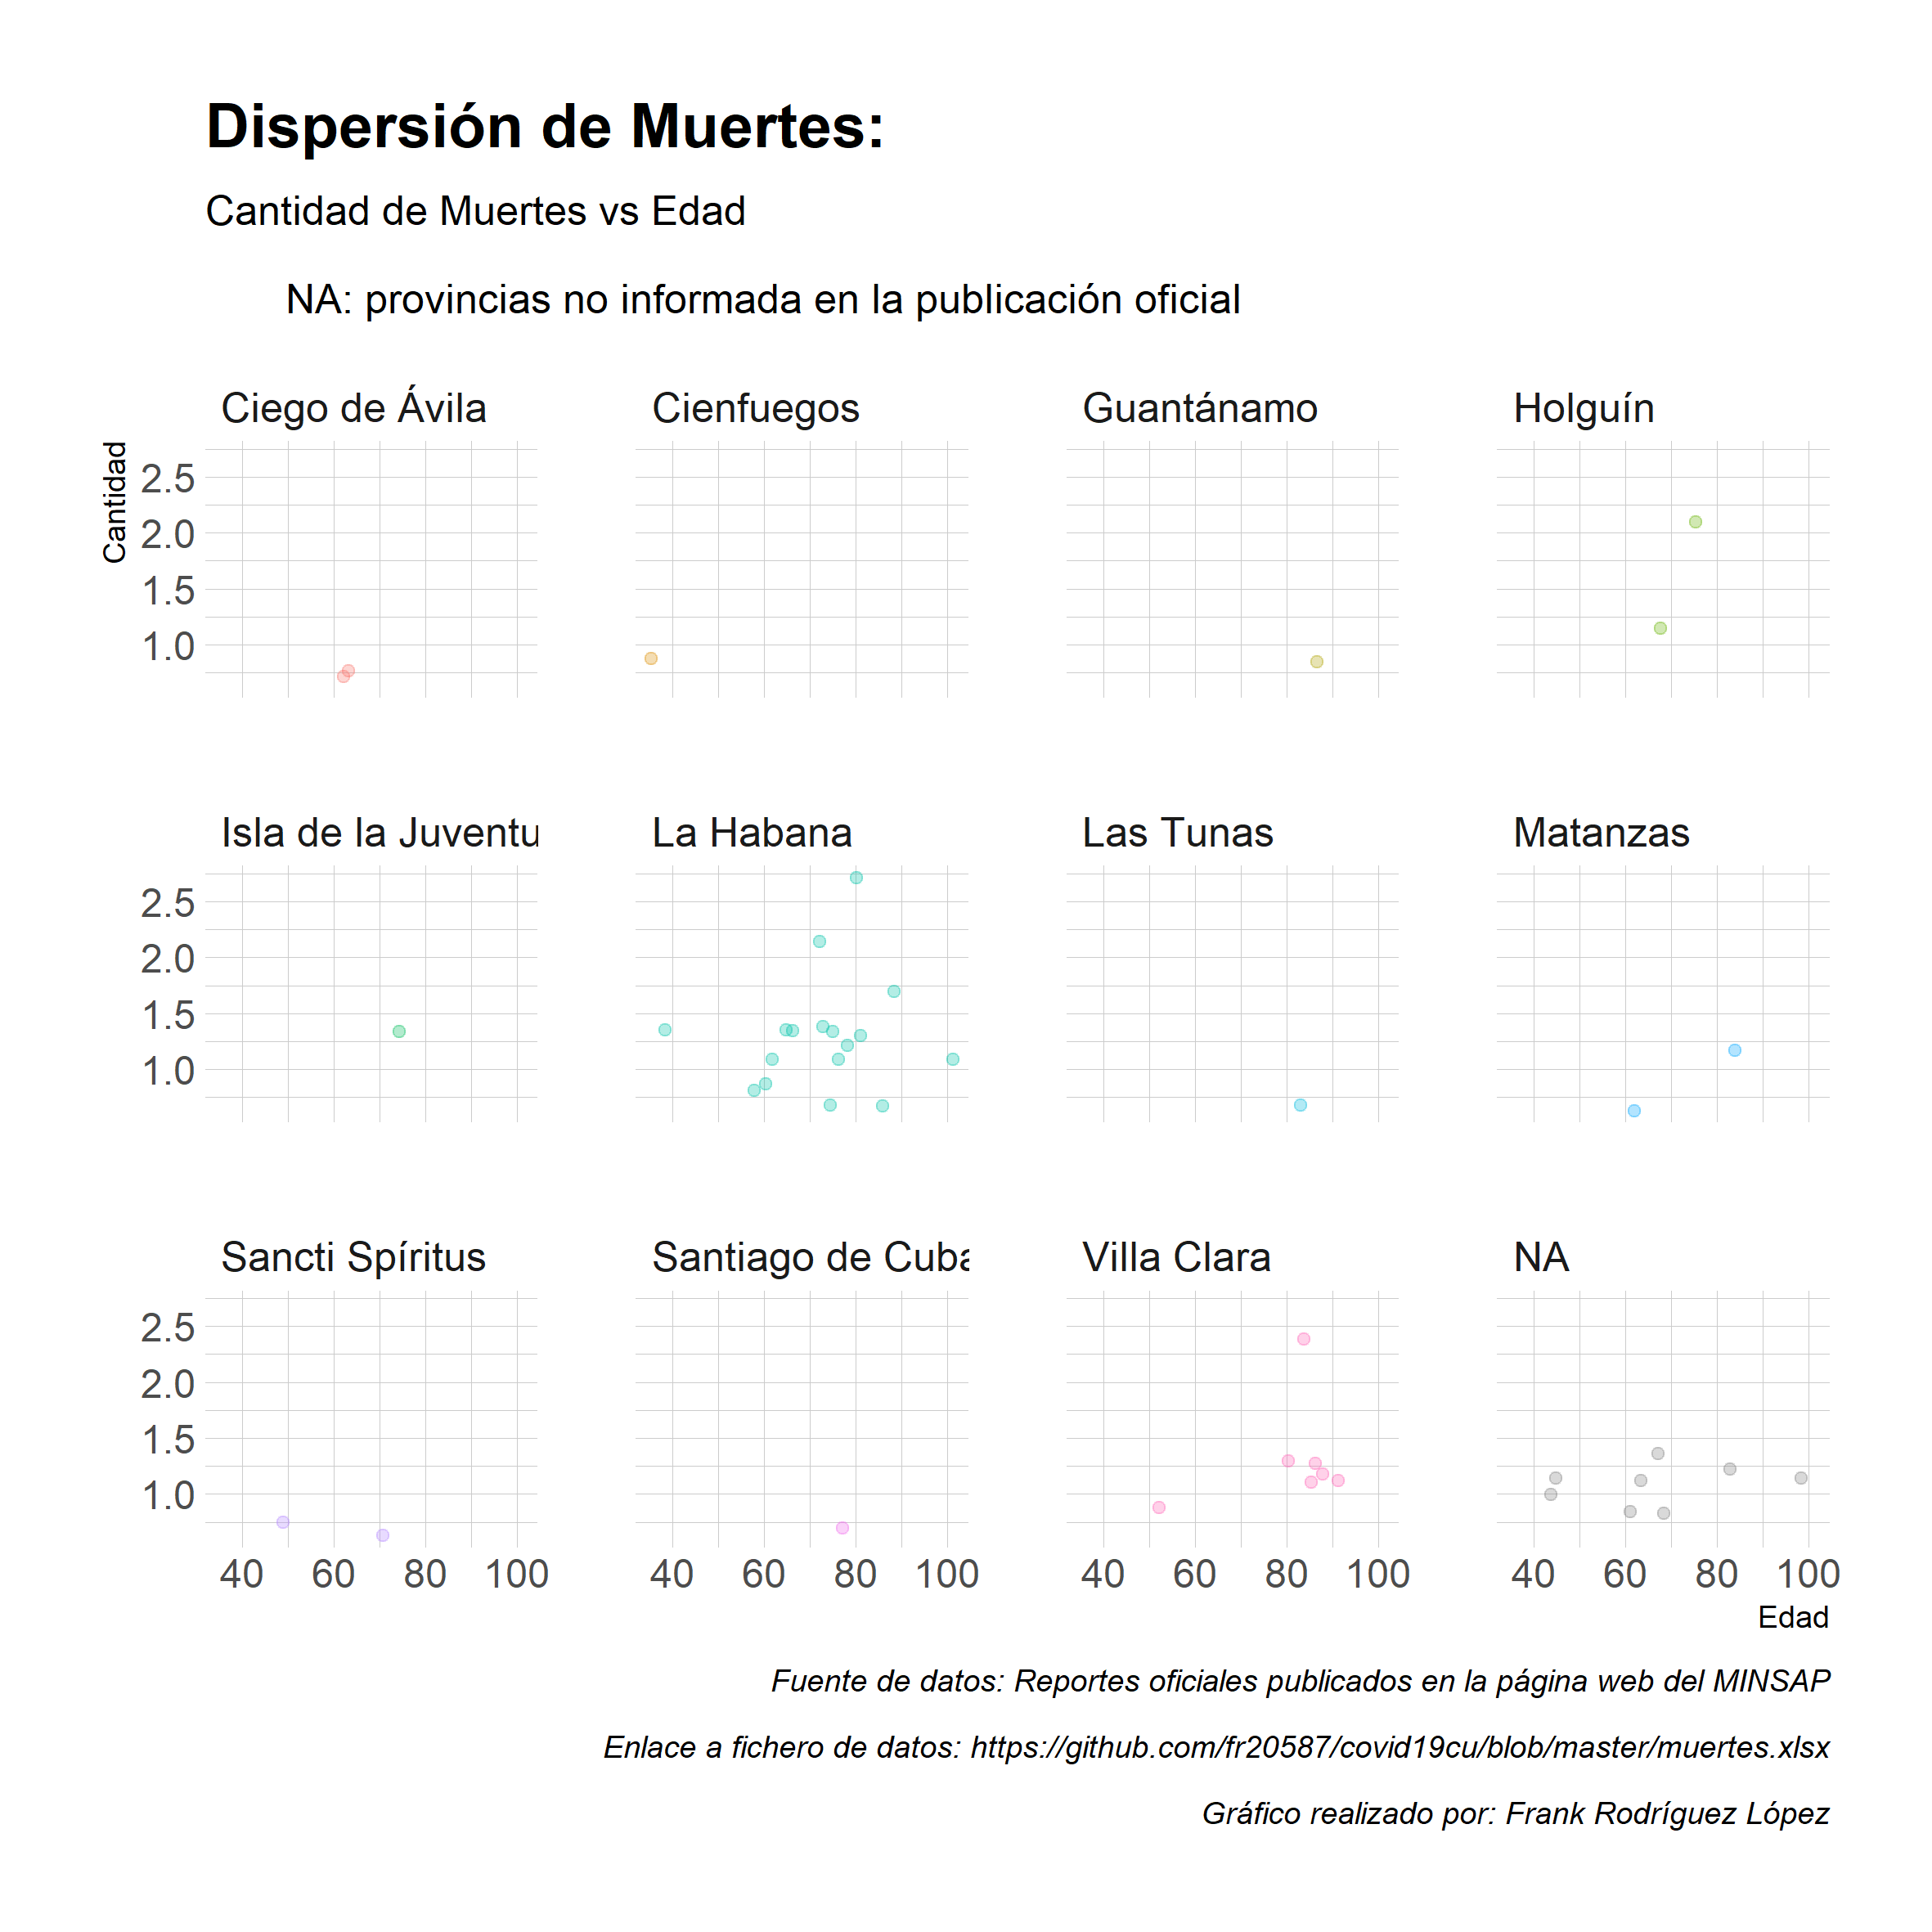 Dispersión de Muertes:
Cantidad de Muertes vs Edad
NA: provincias no informada en la publicación oficial
Ciego de Ávila
Cienfuegos
Guantánamo
Holguín
Cantidad
2.5
2.0
1.5
1.0
Isla de la Juventu
La Habana
Las Tunas
Matanzas
2.5
2.0
1.5
1.0
Sancti Spíritus
Santiago de Cuba
Villa Clara
NA
2.5
2.0
1.5
1.0
40 60 80 100
40 60 80 100
40 60 80 100
40 60 80 100
Edad
Fuente de datos: Reportes oficiales publicados en la página web del MINSAP
Enlace a fichero de datos: https://github.com/fr20587/covid19cu/blob/master/muertes.xlsx
Gráfico realizado por: Frank Rodríguez López